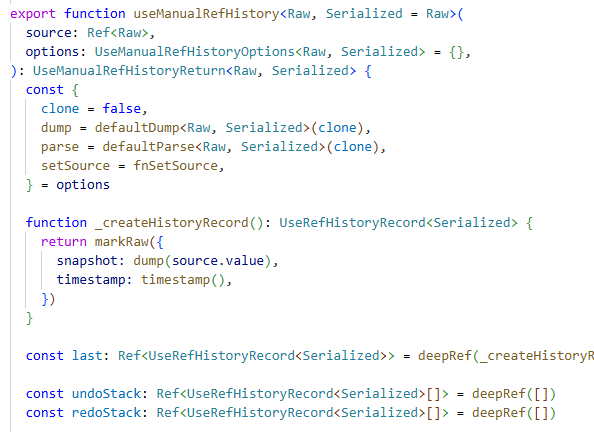 export function useManualRefHistory<Raw, Serialized = Raw>(
  source: Ref<Raw>,
  options: UseManualRefHistoryOptions<Raw, Serialized> = {},
): UseManualRefHistoryReturn<Raw, Serialized> {
  const {
    clone = false,
    dump = defaultDump<Raw, Serialized>(clone),
    parse = defaultParse<Raw, Serialized>(clone),
    setSource = fnSetSource,
  } = options

  function _createHistoryRecord(): UseRefHistoryRecord<Serialized> {
    return markRaw({
      snapshot: dump(source.value),
      timestamp: timestamp(),
    })
  }

  const last: Ref<UseRefHistoryRecord<Serialized>> = deepRef(_createHistoryR

  const undoStack: Ref<UseRefHistoryRecord<Serialized>[]> = deepRef([])
  const redoStack: Ref<UseRefHistoryRecord<Serialized>[]> = deepRef([])